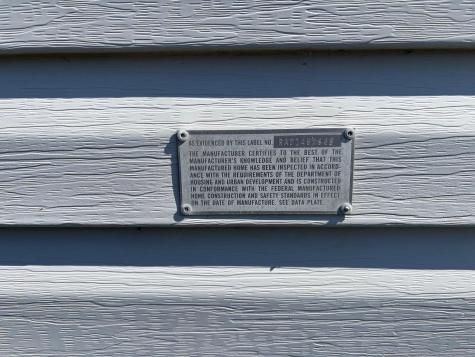 AS EVIDENCED BY THIS LABEL NO.
THE MANUFACTURER CERTIFIES TO THE BEST OF THE
MANUFACTURER'S KNOWLEDGE AND BELIEF THAT THIS
MANUFACTURED HOME HAS BEEN INSPECTED IN ACCORD-
ANCE WITH THE REQUIREMENTS OF THE DEPARTMENT OF
HOUSING AND URBAN DEVELOPMENT AND IS CONSTRUCTED
IN CONFORMANCE WITH THE FEDERAL MANUFACTURED
HOME CONSTRUCTION AND SAFETY STANDARDS IN EFFECT
ON THE DATE OF MANUFACTURE. SEE DATA PLATE.